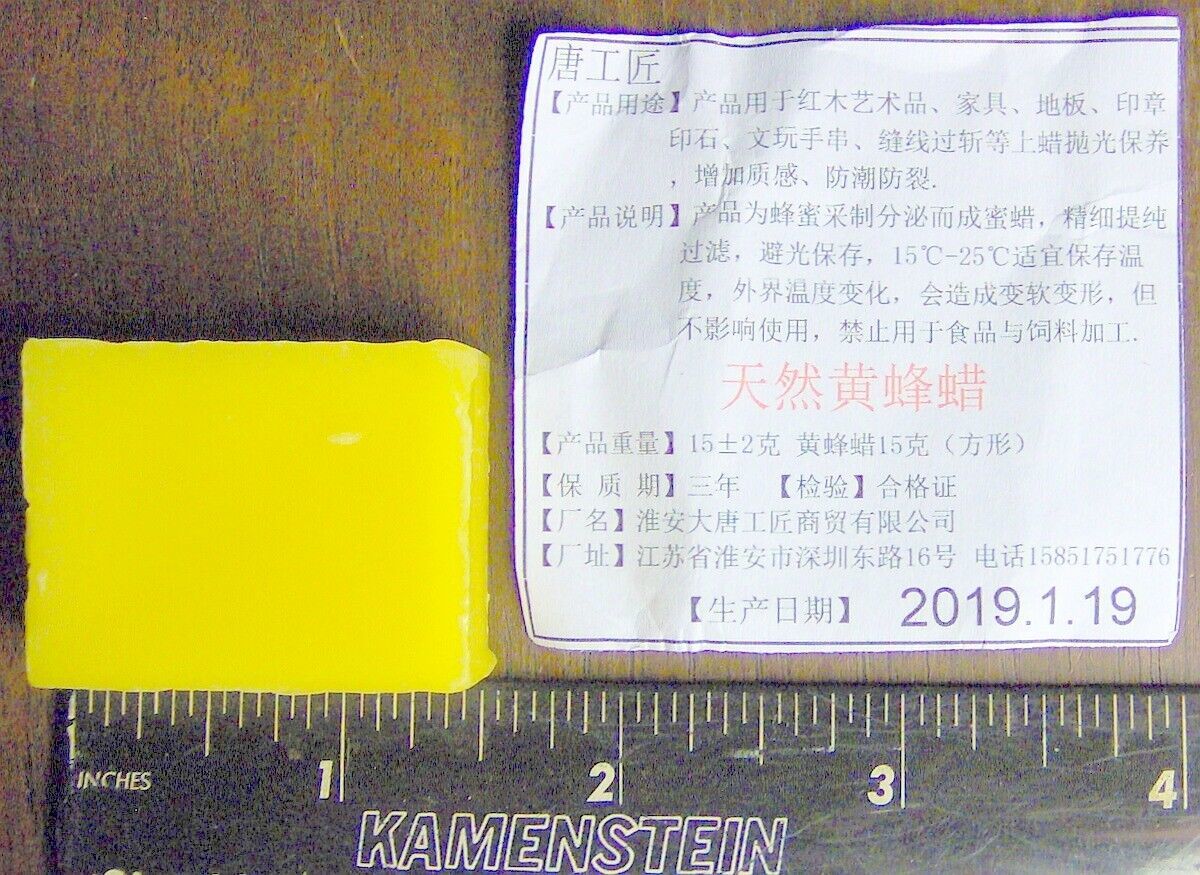 唐工匠
【产品用途】产品用于红木艺术品、家具、地板、印章
印石、文玩手串、缝线过斩等上蜡抛光保养
，增加质感、防潮防裂.
【产品说明】产品为蜂蜜采制分泌而成蜜蜡，精细提纯
过滤，避光保存，15℃-25℃适宜保存温
度，外界温度变化，会造成变软变形，但
不影响使用，禁止用于食品与饲料加工.
天然黄蜂蜡
【产品重量】15±2克 黄蜂蜡15克（方形）
【保 质 期】三年 【检验】合格证
【厂名】淮安大唐工匠商贸有限公司
【厂址】江苏省淮安市深圳东路16号 电话15851751776
【生产日期】 2019.1.19
1 2 3 4
INCHES
KAMENSTEIN